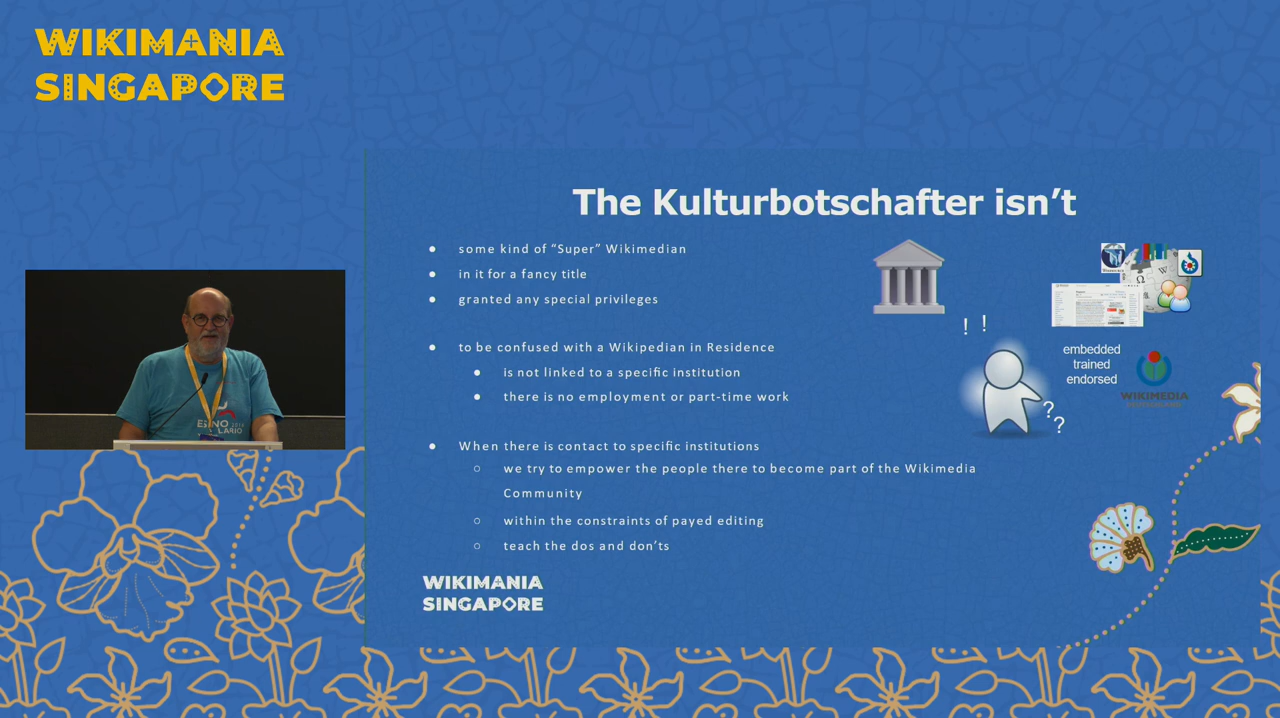 WIKIMANIA
SINGAPORE
The Kulturbotschafter isn't
some kind of “Super” Wikimedian
in it for a fancy title
granted any special privileges
to be confused with a Wikipedian in Residence
is not linked to a specific institution
there is no employment or part-time work
When there is contact to specific institutions
we try to empower the people there to become part of the Wikimedia
Community
within the constraints of payed editing
teach the dos and don'ts
! !
embedded
trained
endorsed
WIKIMEDIA
?
?
WIKIMANIA
SINGAPORE